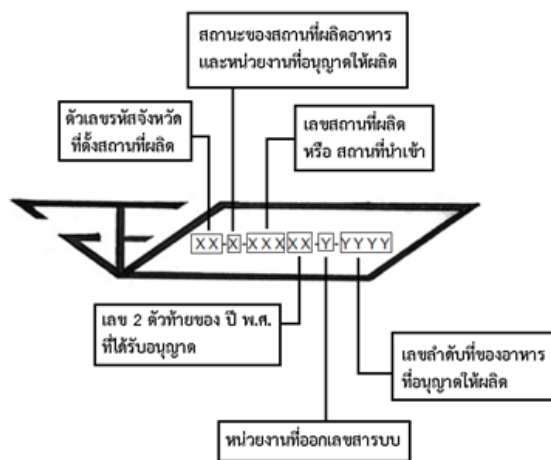 สถานะของสถานที่ผลิตอาหาร
และหน่วยงานที่อนุญาตให้ผลิต
ตัวเลขรหัสจังหวัด
ที่ตั้งสถานที่ผลิต
เลขสถานที่ผลิต
หรือ สถานที่นำเข้า
XX-X-XXXXX-Y-YYYY
เลข 2 ตัวท้ายของ ปี พ.ศ.
ที่ได้รับอนุญาต
เลขลำดับที่ของอาหาร
ที่อนุญาตให้ผลิต
หน่วยงานที่ออกเลขสารบบ